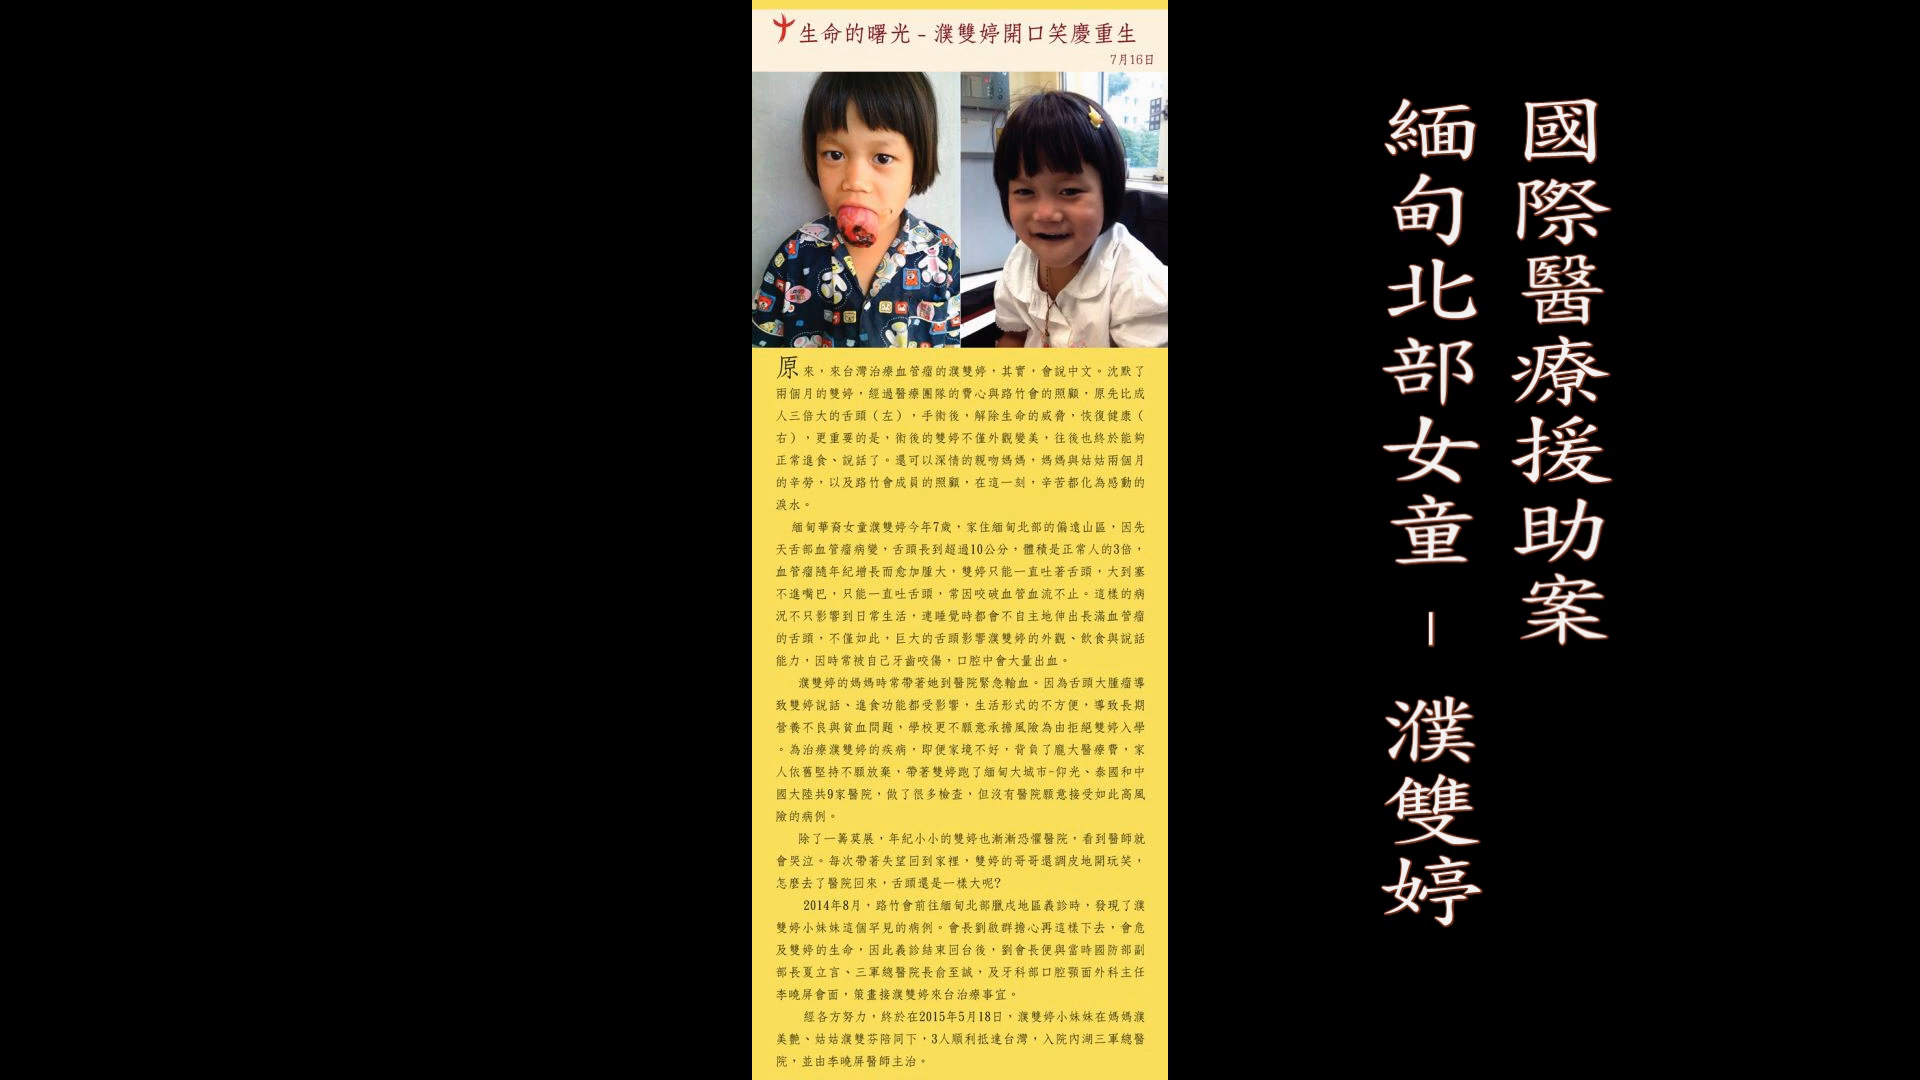 生命的曙光 - 濮雙婷開口笑慶重生
7月16日
原來，來台灣治療血管瘤的濮雙婷，其實，會說中文。沈默了
兩個月的雙婷，經過醫療團隊的費心與路竹會的照顧，原先比成
人三倍大的舌頭（左），手術後，解除生命的威脅，恢復健康（
右），更重要的是，術後的雙婷不僅外觀變美，往後也終於能夠
正常進食、說話了。還可以深情的親吻媽媽，媽媽與姑姑兩個月
的辛勞，以及路竹會成員的照顧，在這一刻，辛苦都化為感動的
淚水。
緬甸華裔女童濮雙婷今年7歲，家住緬甸北部的偏遠山區，因先
天舌部血管瘤病變，舌頭長到超過10公分，體積是正常人的3倍，
血管瘤隨年紀增長而愈加腫大，雙婷只能一直吐著舌頭，大到塞
不進嘴巴，只能一直吐舌頭，常因咬破血管血流不止。這樣的病
況不只影響到日常生活，連睡覺時都會不自主地伸出長滿血管瘤
的舌頭，不僅如此，巨大的舌頭影響濮雙婷的外觀、飲食與說話
能力，因時常被自己牙齒咬傷，口腔中會大量出血。
濮雙婷的媽媽時常帶著她到醫院緊急輸血。因為舌頭大腫瘤導
致雙婷說話、進食功能都受影響，生活形式的不方便，導致長期
營養不良與貧血問題，學校更不願意承擔風險為由拒絕雙婷入學
。為治療濮雙婷的疾病，即便家境不好，背負了龐大醫療費，家
人依舊堅持不願放棄，帶著雙婷跑了緬甸大城市-仰光、泰國和中
國大陸共9家醫院，做了很多檢查，但沒有醫院願意接受如此高風
險的病例。
除了一籌莫展，年紀小小的雙婷也漸漸恐懼醫院，看到醫師就
會哭泣。每次帶著失望回到家裡，雙婷的哥哥還調皮地開玩笑，
怎麼去了醫院回來，舌頭還是一樣大呢?
2014年8月，路竹會前往緬甸北部臘戌地區義診時，發現了濮
雙婷小妹妹這個罕見的病例。會長劉啟群擔心再這樣下去，會危
及雙婷的生命，因此義診結束回台後，劉會長便與當時國防部副
部長夏立言、三軍總醫院長俞至誠，及牙科部口腔顎面外科主任
李曉屏會面，策畫接濮雙婷來台治療事宜。
經各方努力，終於在2015年5月18日，濮雙婷小妹妹在媽媽濮
美艷、姑姑濮雙芬陪同下，3人順利抵達台灣，入院內湖三軍總醫
院，並由李曉屏醫師主治。
國際醫療援助案
緬甸北部女童 - 濮雙婷